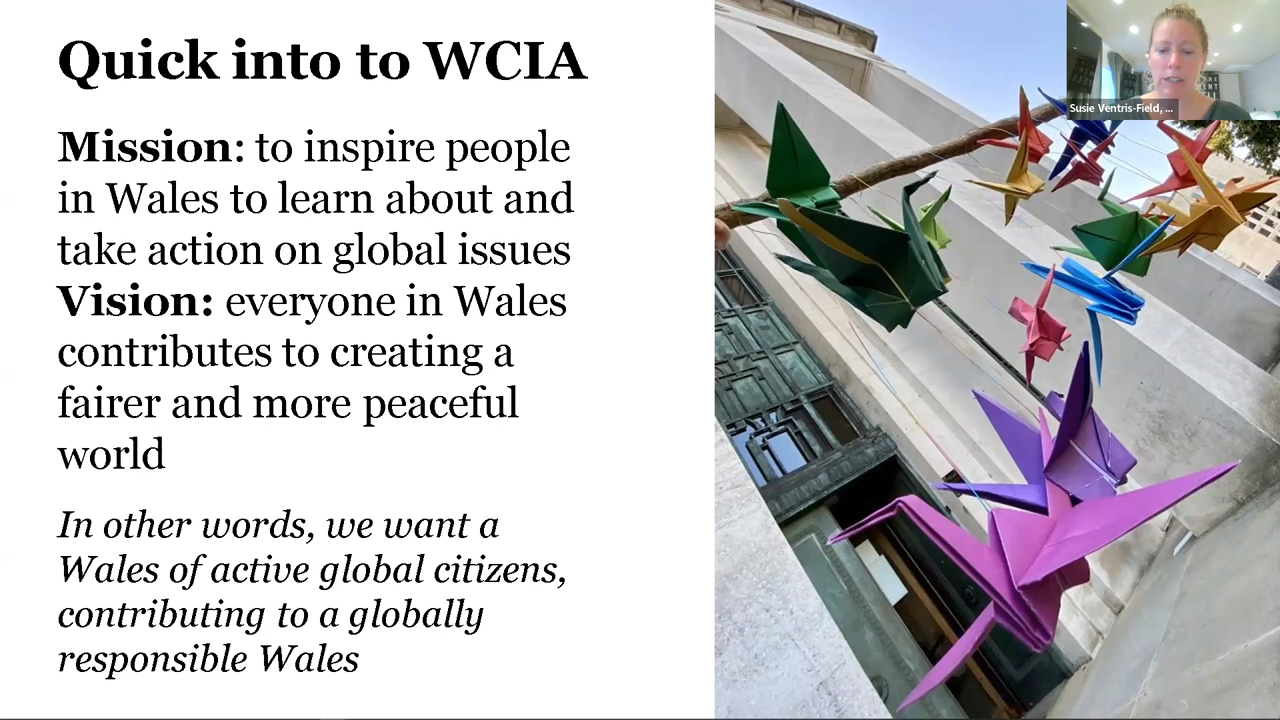 Quick into to WCIA
Mission: to inspire people
in Wales to learn about and
take action on global issues
Vision: everyone in Wales
contributes to creating a
fairer and more peaceful
world
In other words, we want a
Wales of active global citizens,
contributing to a globally
responsible Wales
Susie Ventris-Field, ...